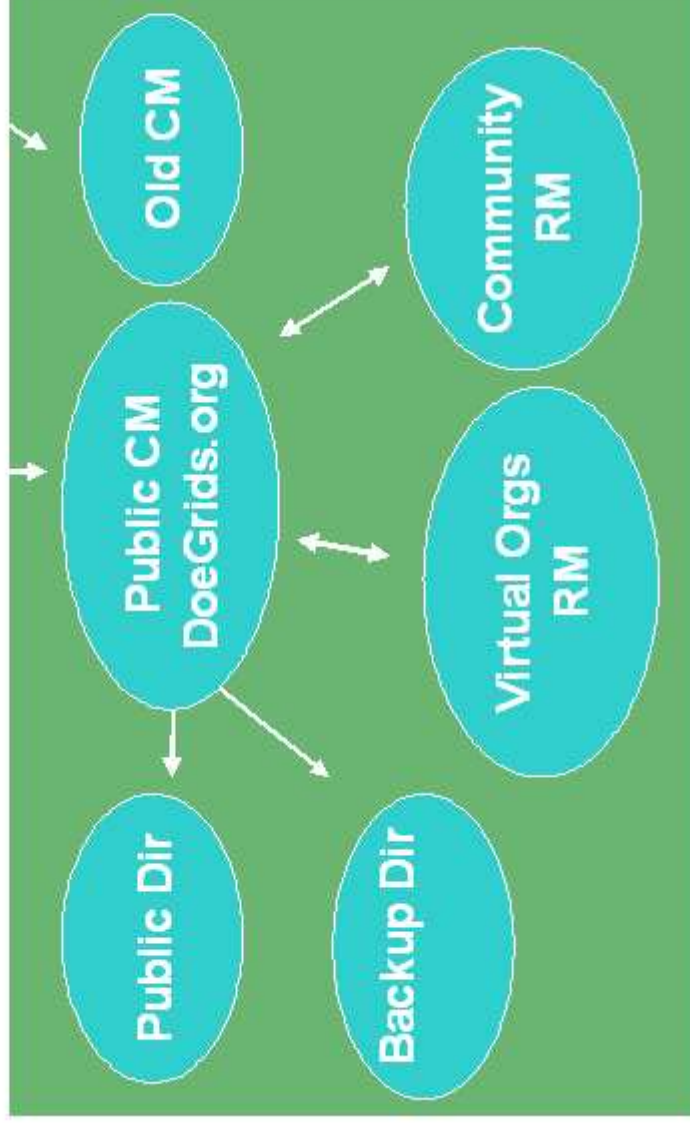 Public Dir
Public CM
DoeGrids.org
Old CM
Backup Dir
Virtual Orgs
RM
Community
RM